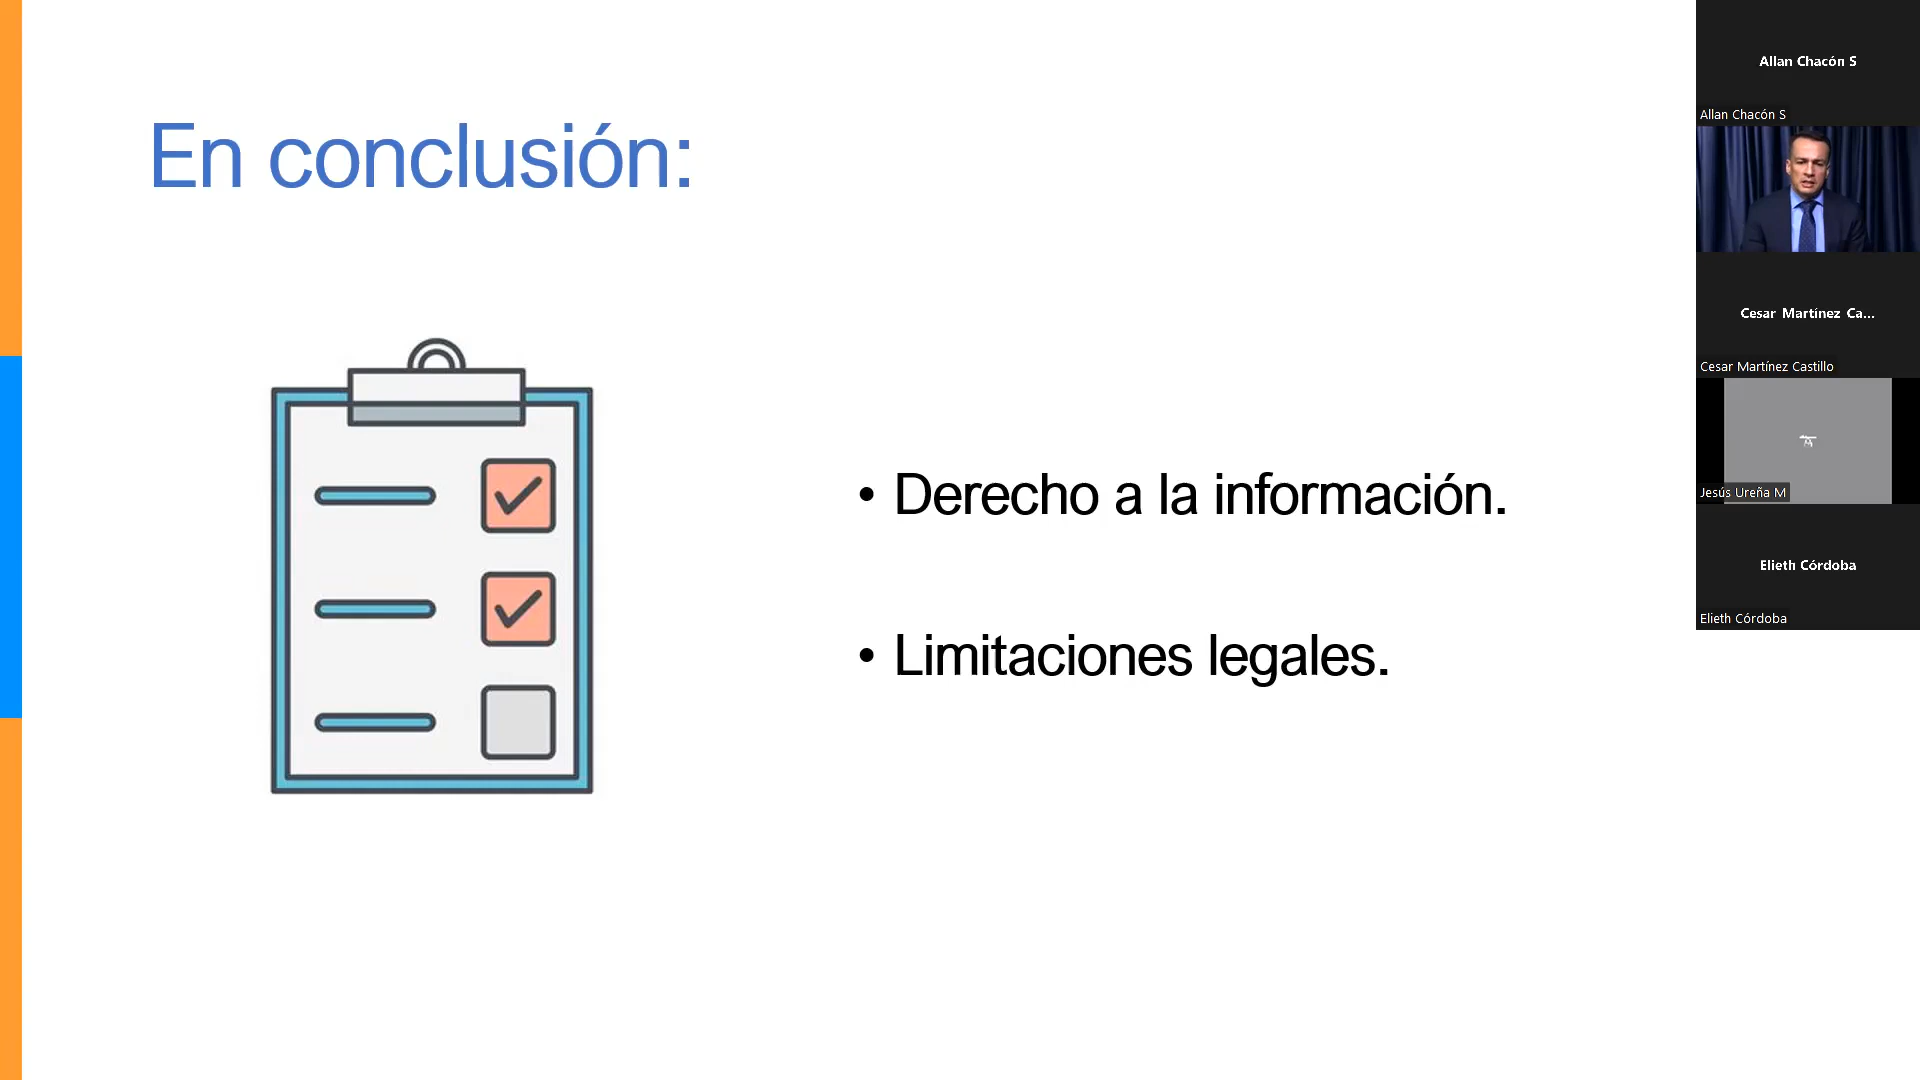 En conclusión:
• Derecho a la información.
• Limitaciones legales.
Allan Chacón S
Allan Chacón S
Cesar Martínez Ca...
Cesar Martínez Castillo
Jesús Ureña M
Elieth Córdoba
Elieth Córdoba